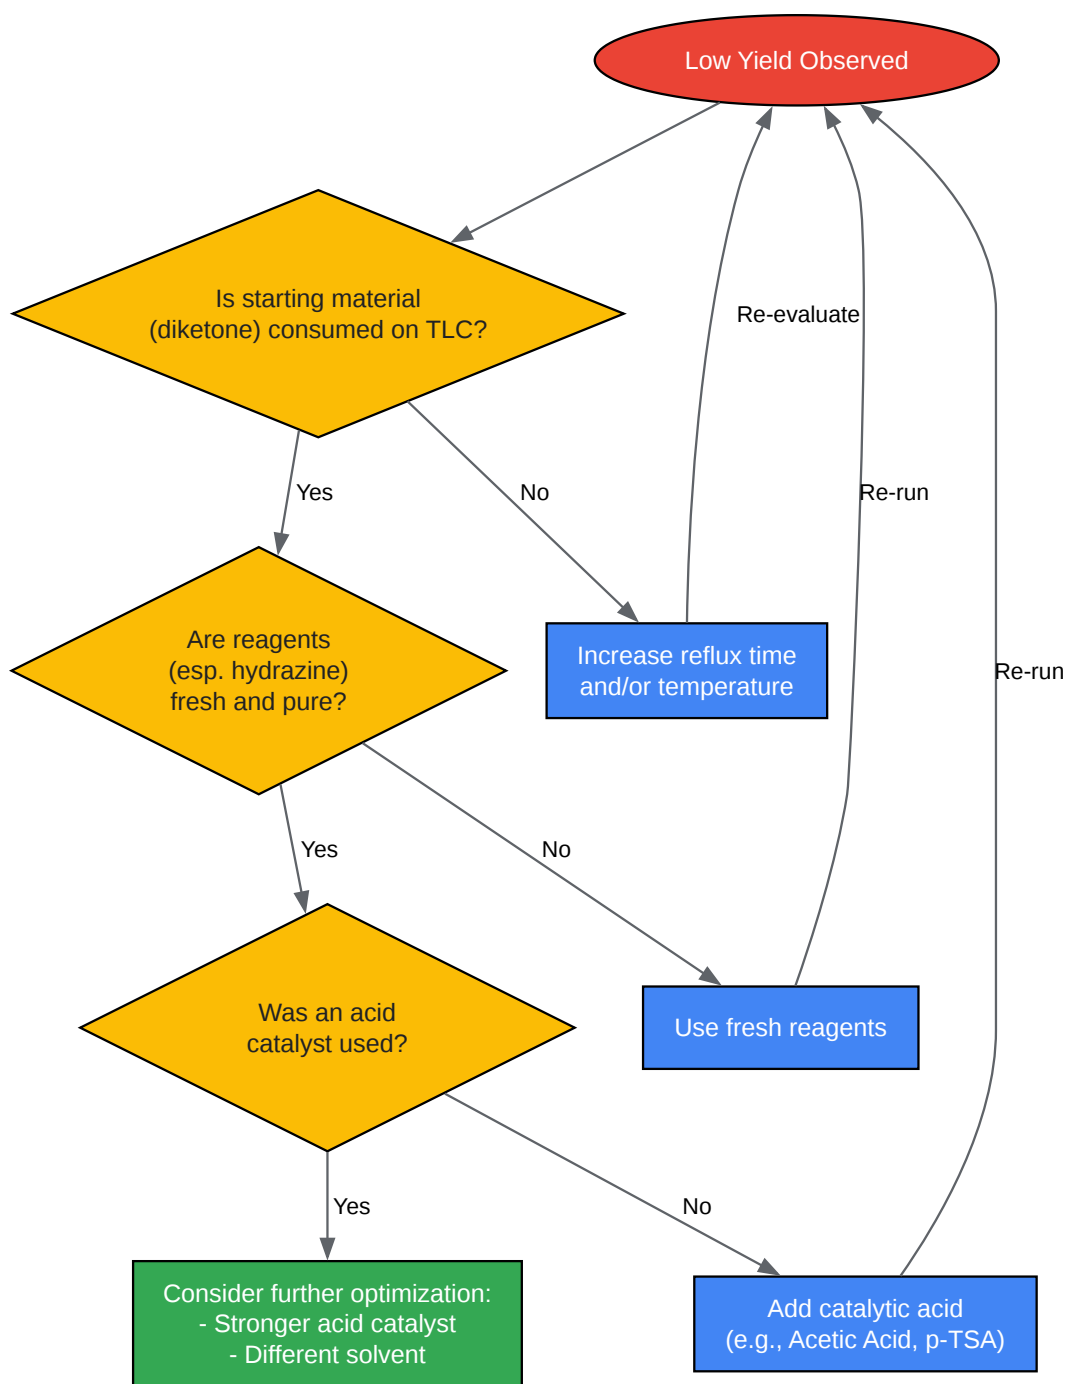 Low Yield Observed
Is starting material
(diketone) consumed on TLC?
Re-evaluate
Yes
No
Re-run
Are reagents
(esp. hydrazine)
fresh and pure?
Increase reflux time
and/or temperature
Re-run
Yes
No
Was an acid
catalyst used?
Use fresh reagents
Yes
No
Consider further optimization:
- Stronger acid catalyst
- Different solvent
Add catalytic acid
(e.g., Acetic Acid, p-TSA)